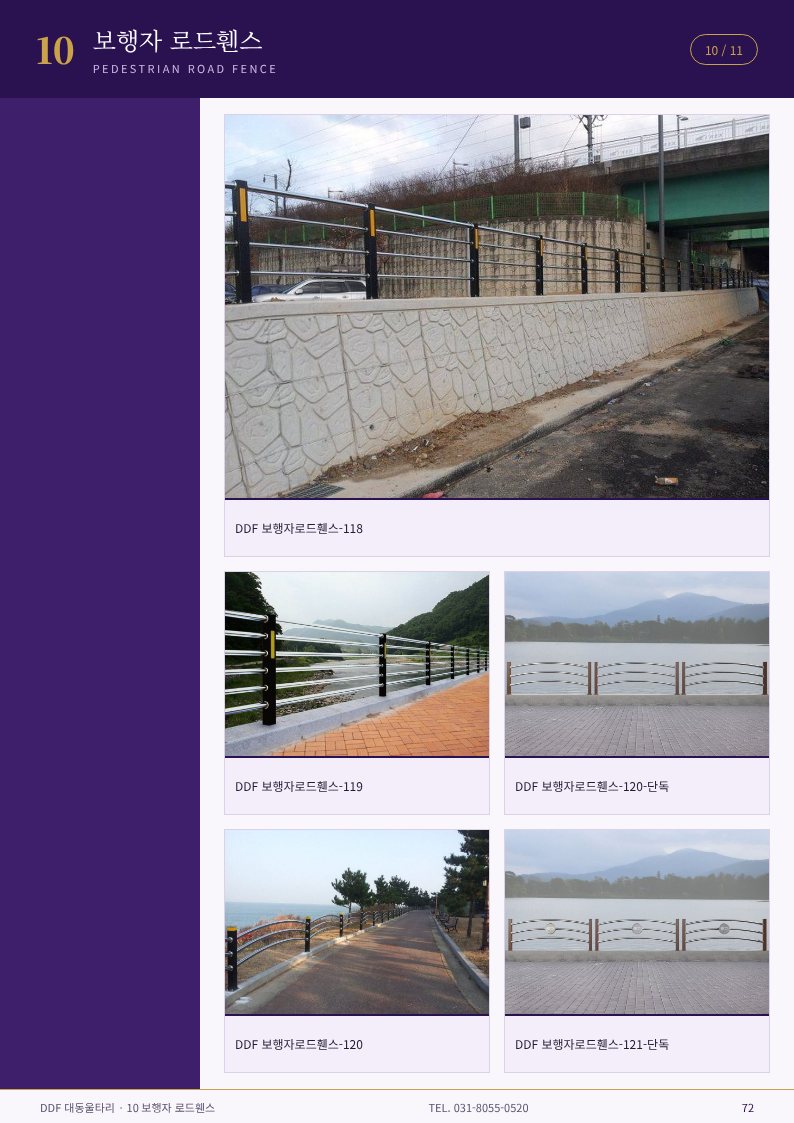 10
보행자 로드휀스
PEDESTRIAN ROAD FENCE
10 / 11
DDF 보행자로드휀스-118
DDF 보행자로드휀스-119
DDF 보행자로드휀스-120-단독
DDF 보행자로드휀스-120
DDF 보행자로드휀스-121-단독
DDF 대동울타리 · 10 보행자 로드휀스
TEL. 031-8055-0520
72